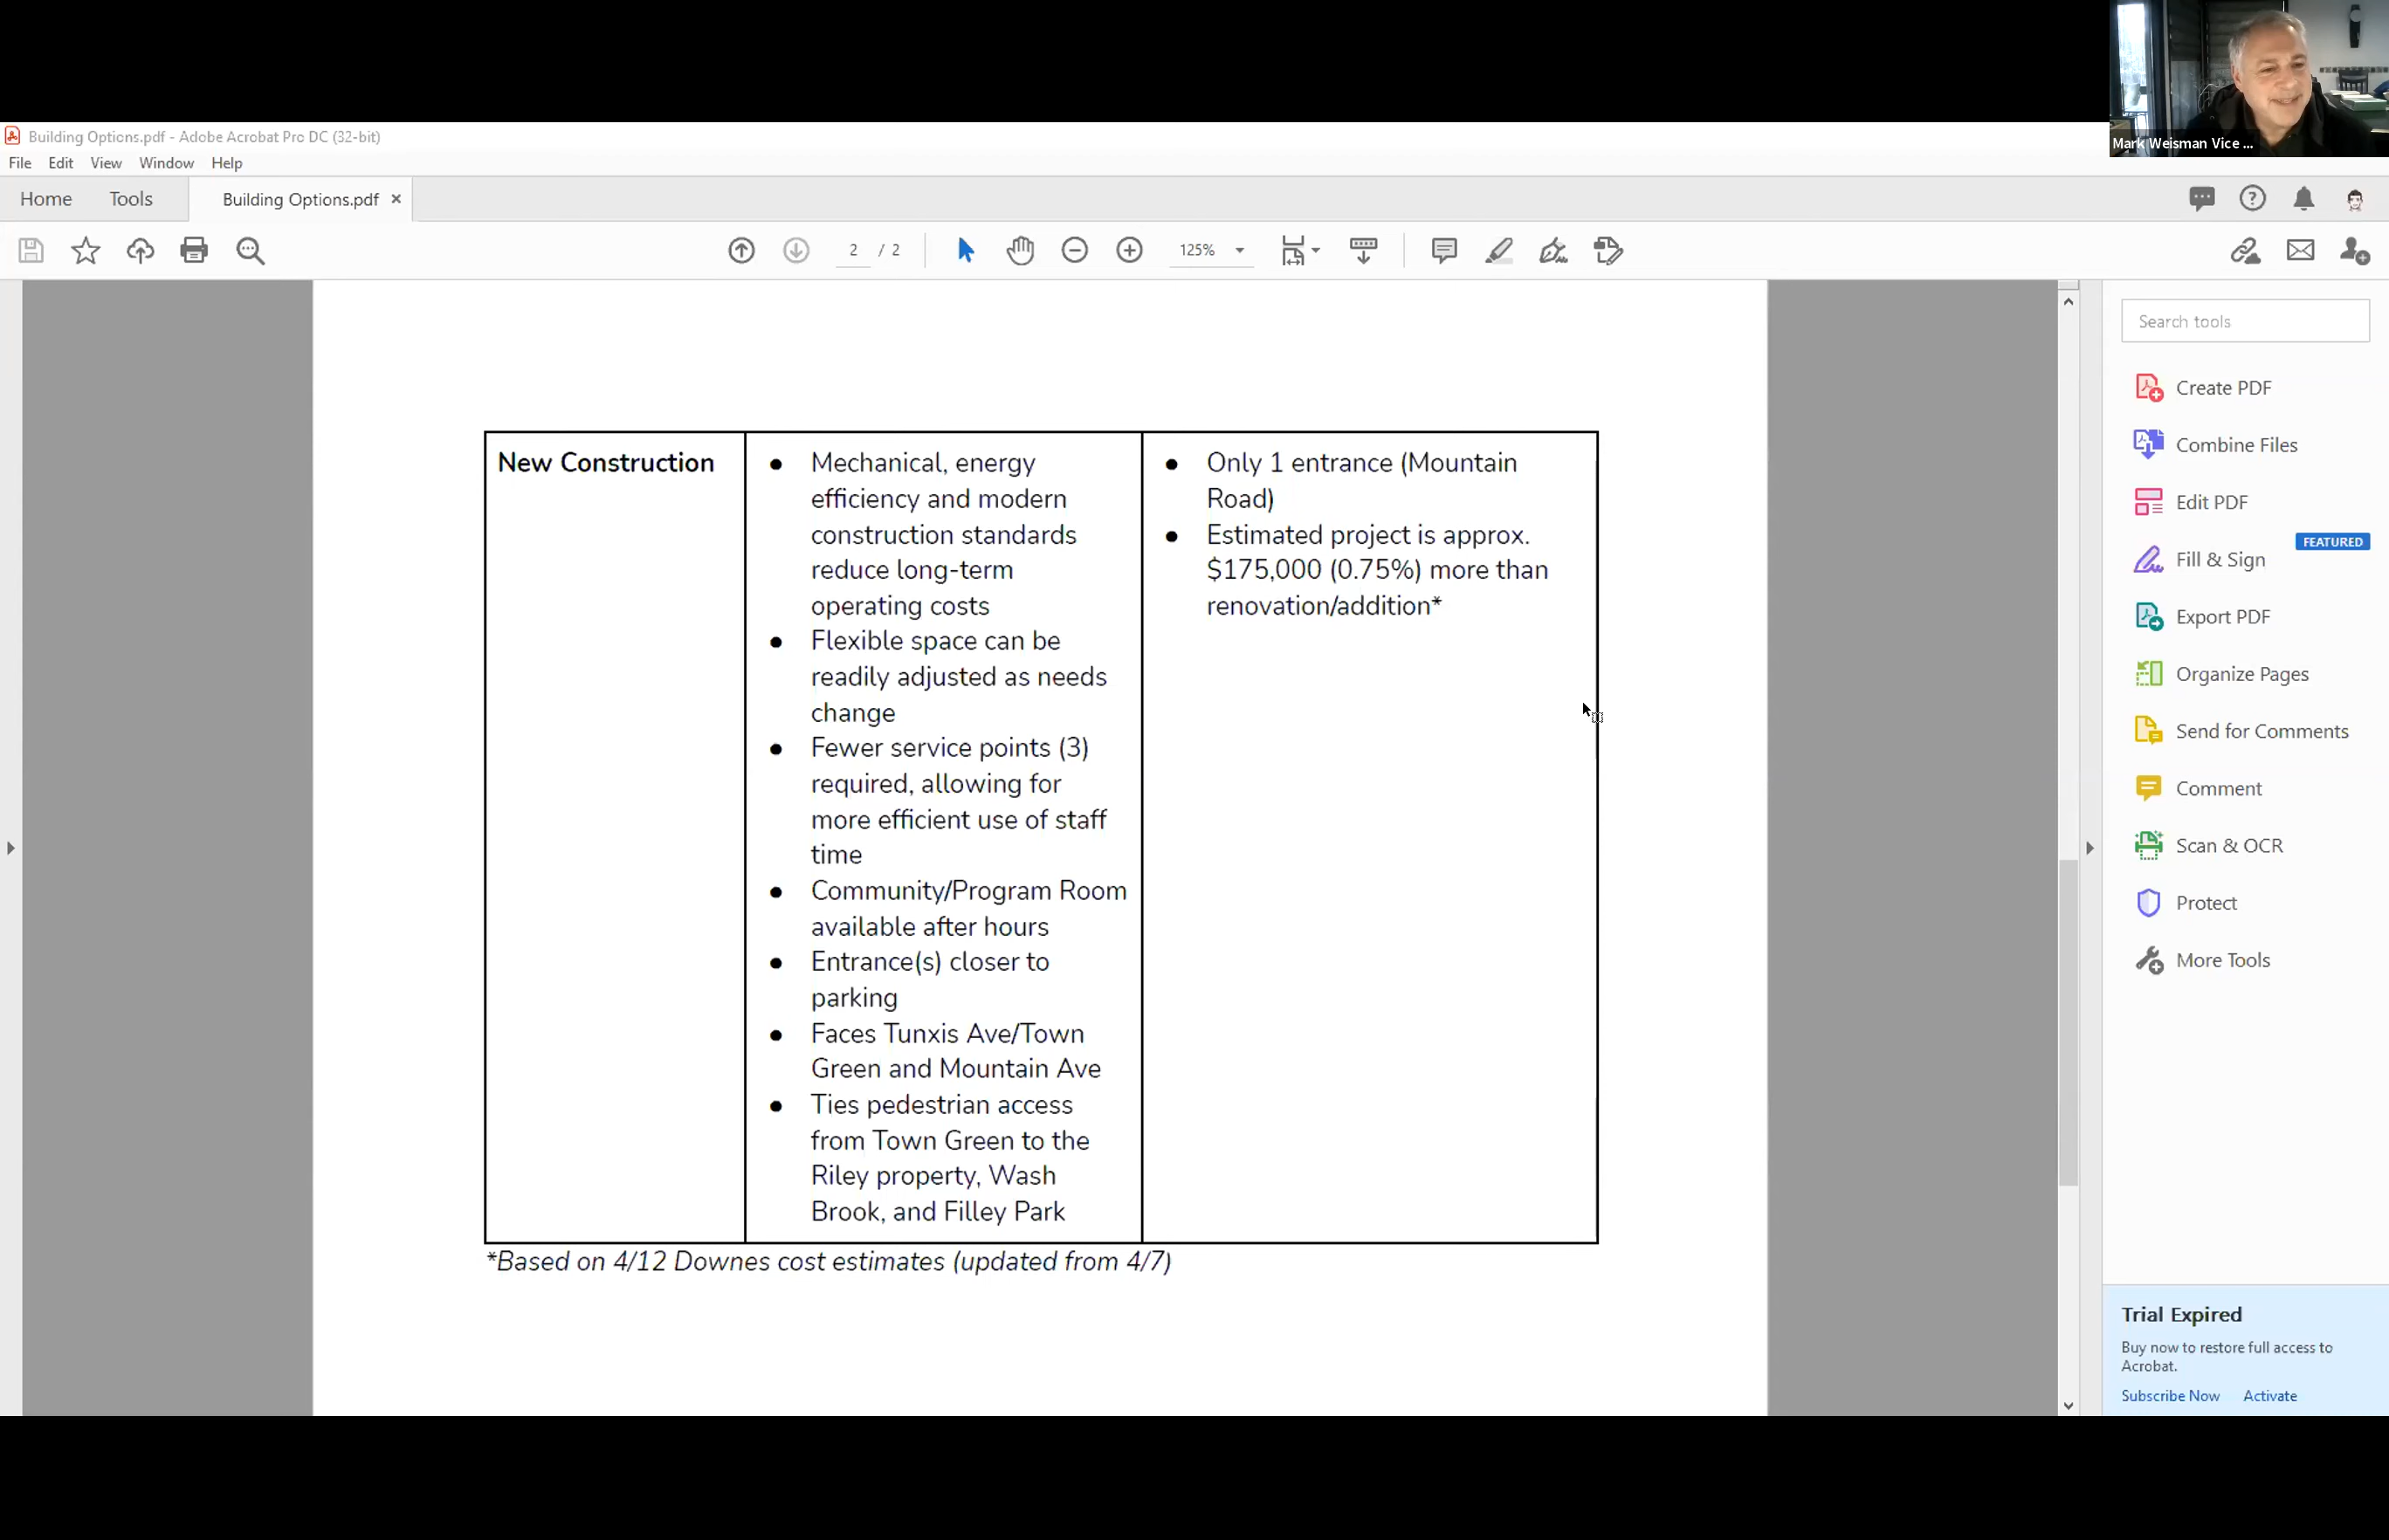 Mark Weisman Vice ...
Building Options.pdf - Adobe Acrobat Pro DC (32-bit)
File Edit View Window Help
Home Tools Building Options.pdf ×
2 / 2 125%
Search tools
Create PDF
Combine Files
Edit PDF
FEATURED
Fill & Sign
Export PDF
Organize Pages
Send for Comments
Comment
Scan & OCR
Protect
More Tools
New Construction
● Mechanical, energy
efficiency and modern
construction standards
reduce long-term
operating costs
● Flexible space can be
readily adjusted as needs
change
● Fewer service points (3)
required, allowing for
more efficient use of staff
time
● Community/Program Room
available after hours
● Entrance(s) closer to
parking
● Faces Tunxis Ave/Town
Green and Mountain Ave
● Ties pedestrian access
from Town Green to the
Riley property, Wash
Brook, and Filley Park
● Only 1 entrance (Mountain
Road)
● Estimated project is approx.
$175,000 (0.75%) more than
renovation/addition*
*Based on 4/12 Downes cost estimates (updated from 4/7)
Trial Expired
Buy now to restore full access to
Acrobat.
Subscribe Now Activate